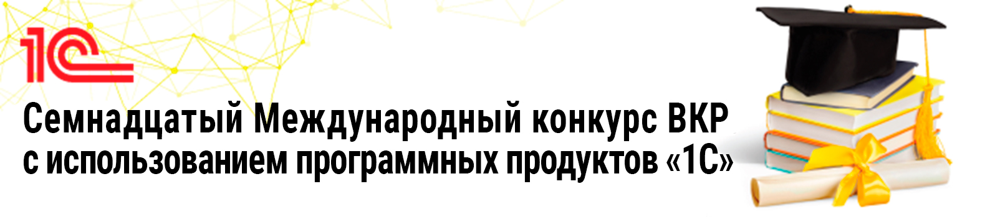 1С
Семнадцатый Международный конкурс ВКР
с использованием программных продуктов «1С»